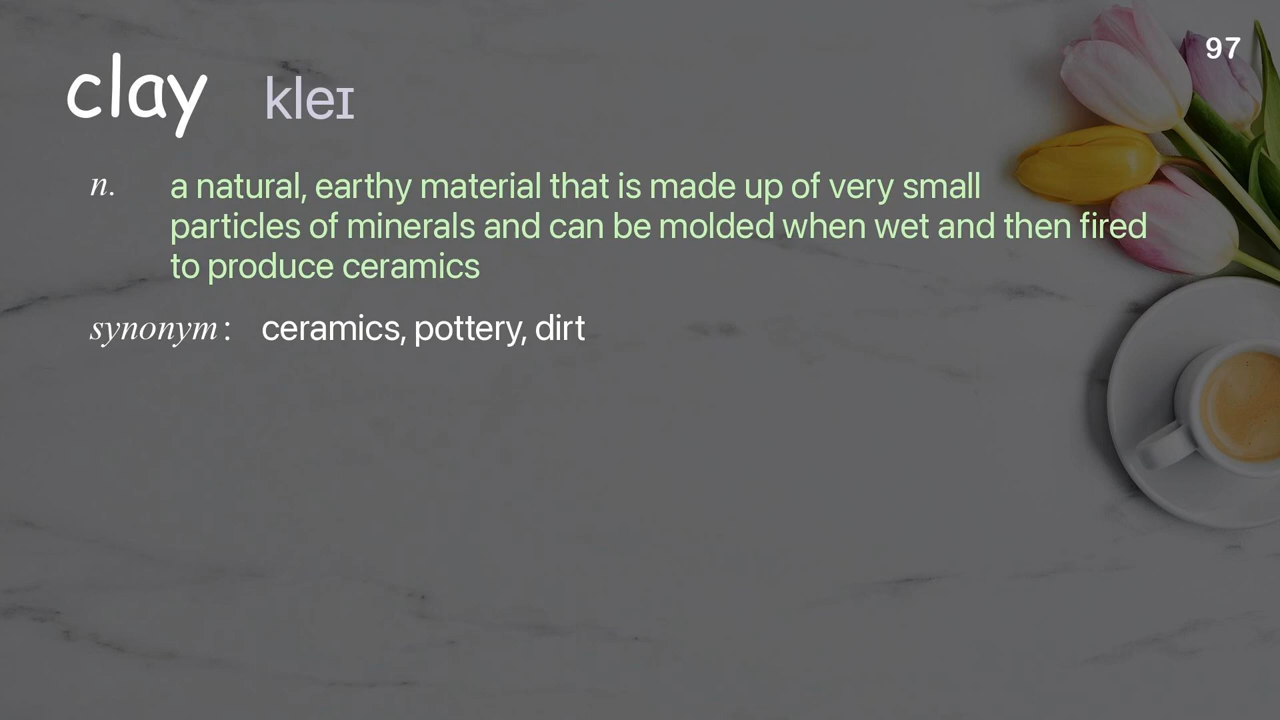 97
clay kleɪ
n. a natural, earthy material that is made up of very small
particles of minerals and can be molded when wet and then fired
to produce ceramics
synonym: ceramics, pottery, dirt